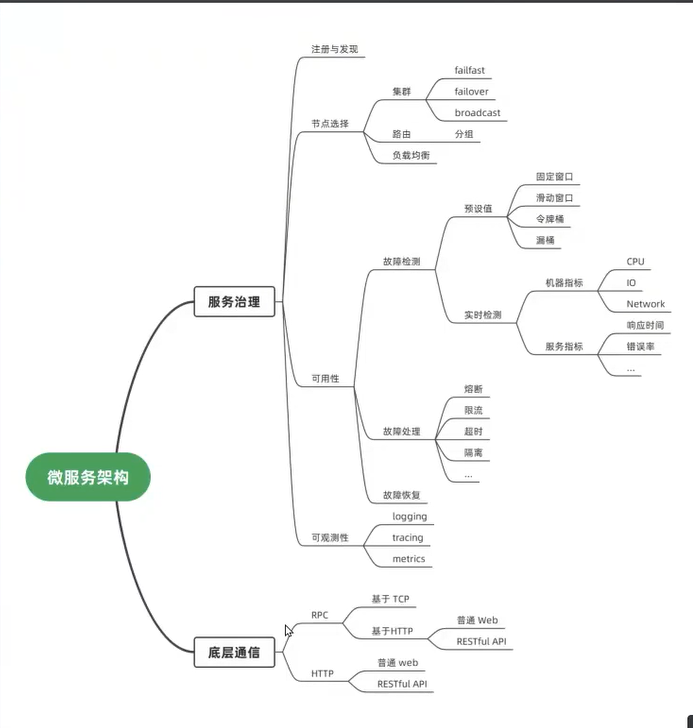 注册与发现
failfast
集群
failover
broadcast
节点选择
路由
分组
负载均衡
固定窗口
滑动窗口
预设值
令牌桶
漏桶
故障检测
CPU
机器指标
IO
服务治理
Network
实时检测
响应时间
服务指标
错误率
...
可用性
熔断
限流
故障处理
超时
隔离
...
微服务架构
故障恢复
logging
可观测性
tracing
metrics
基于 TCP
RPC
普通 Web
基于HTTP
RESTful API
底层通信
普通 web
HTTP
RESTful API